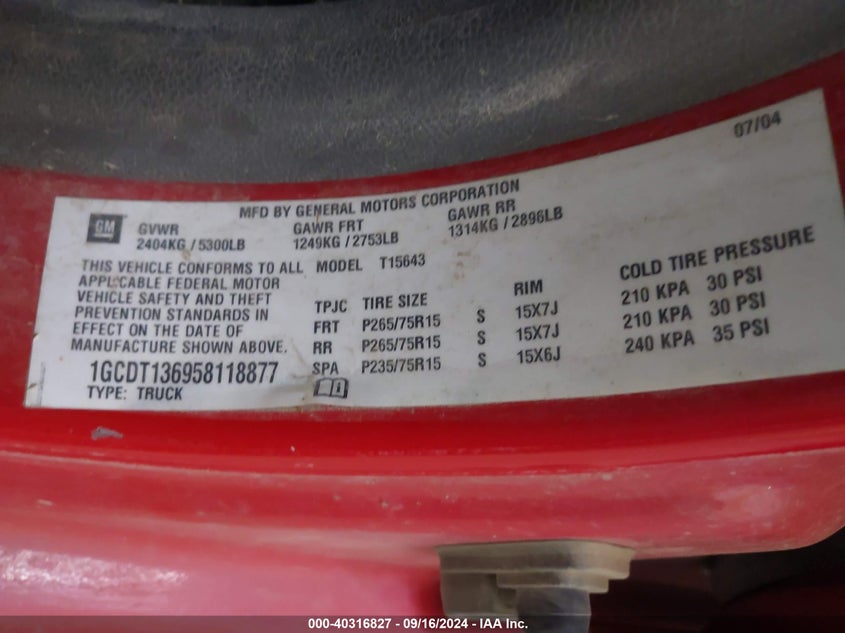 07/04
MFD BY GENERAL MOTORS CORPORATION
GM
GVWR GAWR FRT GAWR RR
2404KG / 5300LB 1249KG / 2753LB 1314KG / 2896LB
THIS VEHICLE CONFORMS TO ALL
APPLICABLE FEDERAL MOTOR
VEHICLE SAFETY AND THEFT
PREVENTION STANDARDS IN
EFFECT ON THE DATE OF
MANUFACTURE SHOWN ABOVE.
1GCDT136958118877
TYPE: TRUCK
MODEL T15643
TPJC TIRE SIZE RIM COLD TIRE PRESSURE
FRT P265/75R15 S 15X7J 210 KPA 30 PSI
RR P265/75R15 S 15X7J 210 KPA 30 PSI
SPA P235/75R15 S 15X6J 240 KPA 35 PSI
000-40316827 - 09/16/2024 - IAA Inc.